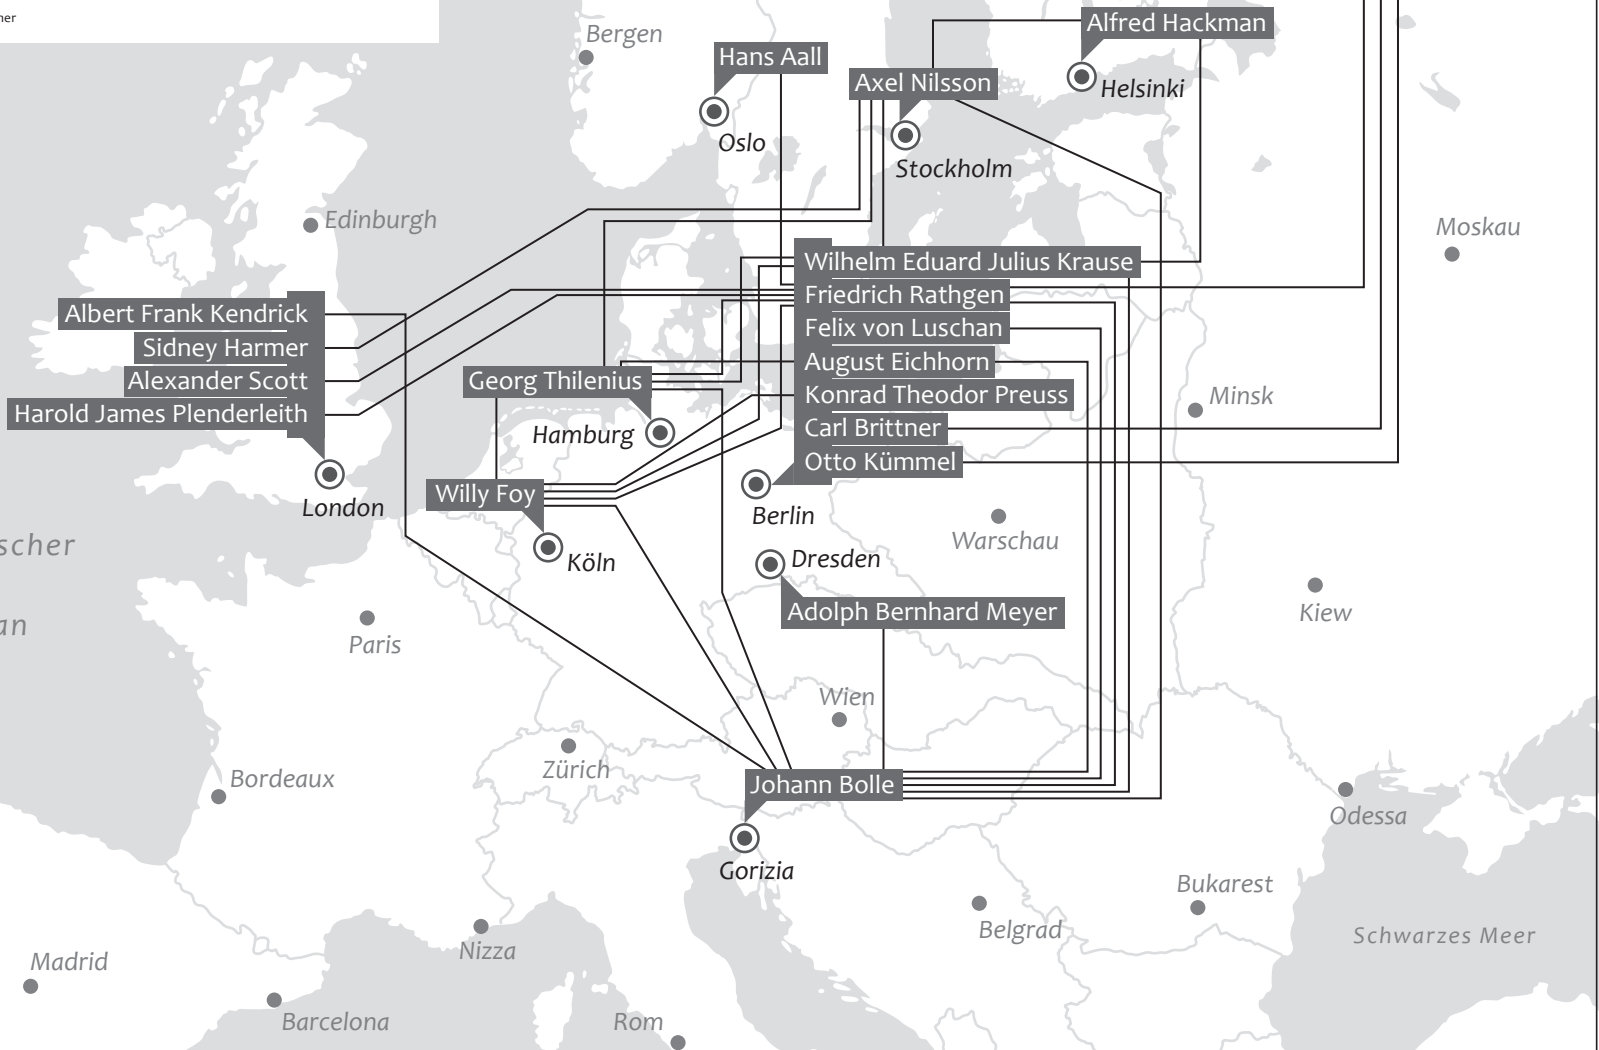 ner
Bergen
Hans Aall
Alfred Hackman
Axel Nilsson
Helsinki
Oslo
Stockholm
Edinburgh
Moskau
Wilhelm Eduard Julius Krause
Friedrich Rathgen
Felix von Luschan
August Eichhorn
Konrad Theodor Preuss
Carl Brittner
Otto Kümmel
Albert Frank Kendrick
Sidney Harmer
Alexander Scott
Harold James Plenderleith
Georg Thilenius
Minsk
Hamburg
Willy Foy
London
Berlin
Warschau
scher
Köln
Dresden
Adolph Bernhard Meyer
Kiew
an
Paris
Wien
Zürich
Bordeaux
Johann Bolle
Odessa
Gorizia
Bukarest
Belgrad
Schwarzes Meer
Nizza
Madrid
Barcelona
Rom